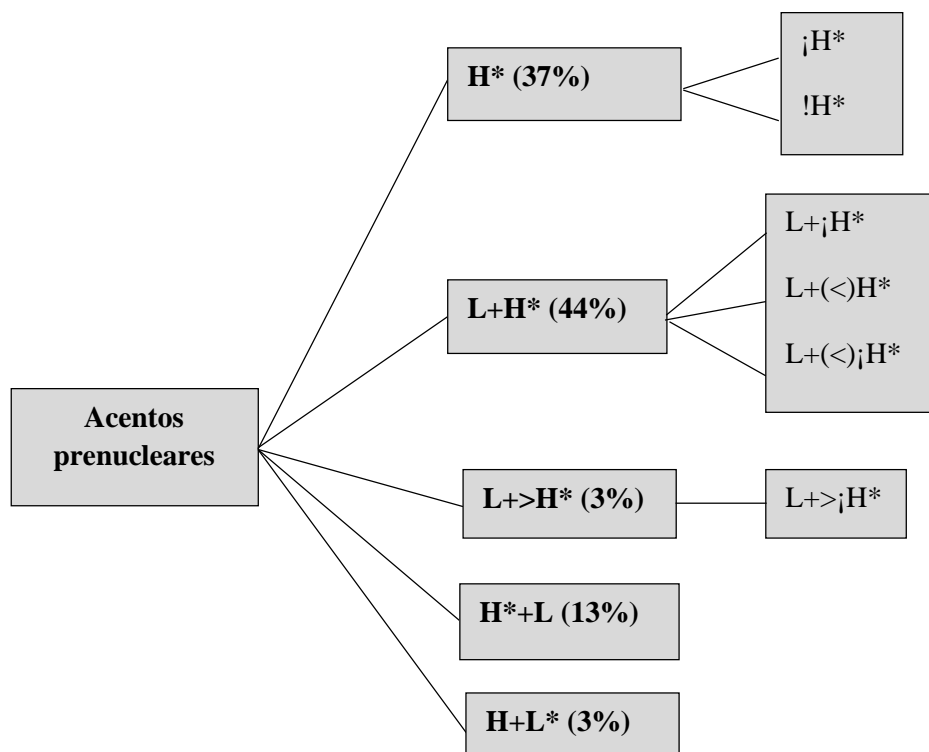 Acentos
prenucleares
H* (37%)
¡H*
!H*
L+H* (44%)
L+¡H*
L+(<)H*
L+(<)¡H*
L+>H* (3%)
L+>¡H*
H*+L (13%)
H+L* (3%)